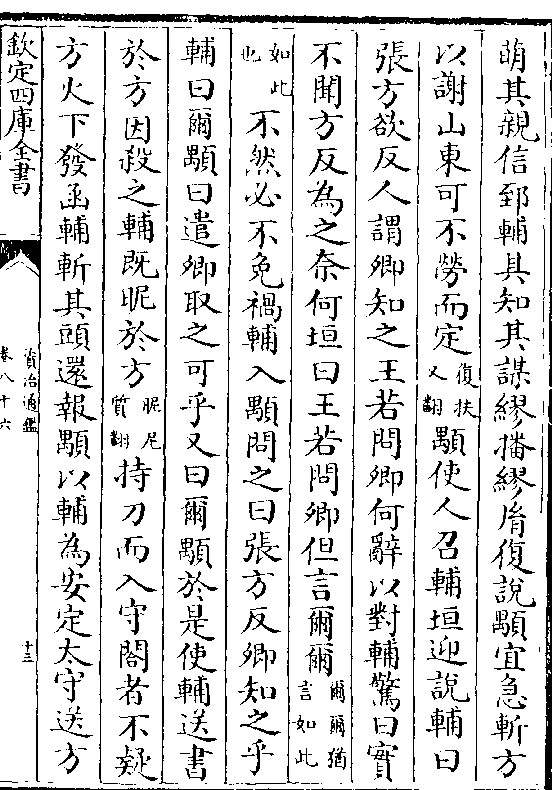 萌其親信郅輔具知其謀繆播繆胤復說顒宜急斬方
以謝山東可不勞而定復扶又翻顒使人召輔垣迎說輔曰
張方欲反人謂卿知之王若問卿何辭以對輔驚曰實
不聞方反為之奈何垣曰王若問卿但言爾爾爾爾猶言如此
如此也不然必不免禍輔入顒問之曰張方反卿知之乎
輔曰爾顒曰遣卿取之可乎又曰爾顒於是使輔送書
於方因殺之輔既昵於方昵尼質翻持刀而入守閤者不疑
方火下發函輔斬其頭還報顒以輔為安定太守送方
欽定四庫全書
資治通鑑
卷八十六
十三